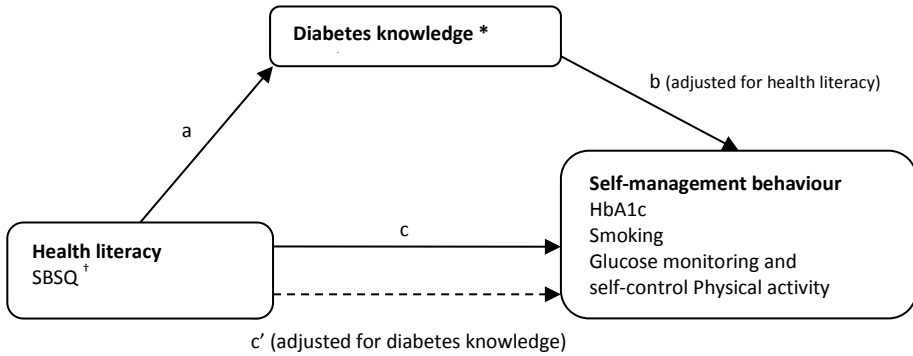 Diabetes knowledge *
b (adjusted for health literacy)
a
Self-management behaviour
HbA1c
Smoking
Glucose monitoring and
self-control Physical activity
Health literacy
SBSQ †
c
c’ (adjusted for diabetes knowledge)